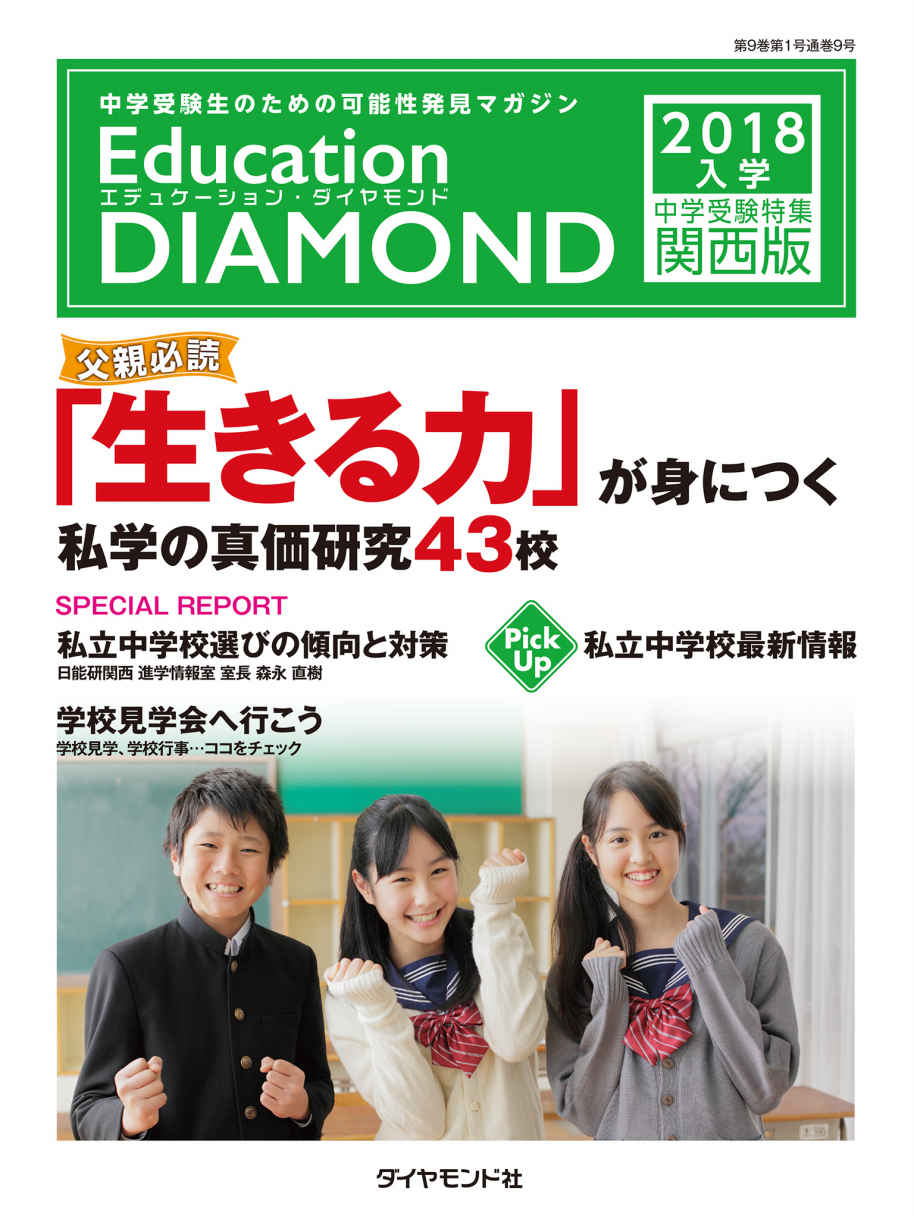 第9巻第1号通巻9号
中学受験生のための可能性発見マガジン
Education
エデュケーション・ダイヤモンド
DIAMOND
2018
入学
中学受験特集
関西版
父親必読
「生きる力」が身につく
私学の真価研究43校
SPECIAL REPORT
私立中学校選びの傾向と対策
日能研関西 進学情報室 室長 森永 直樹
Pick
Up
私立中学校最新情報
学校見学会へ行こう
学校見学、学校行事…ココをチェック
ダイヤモンド社